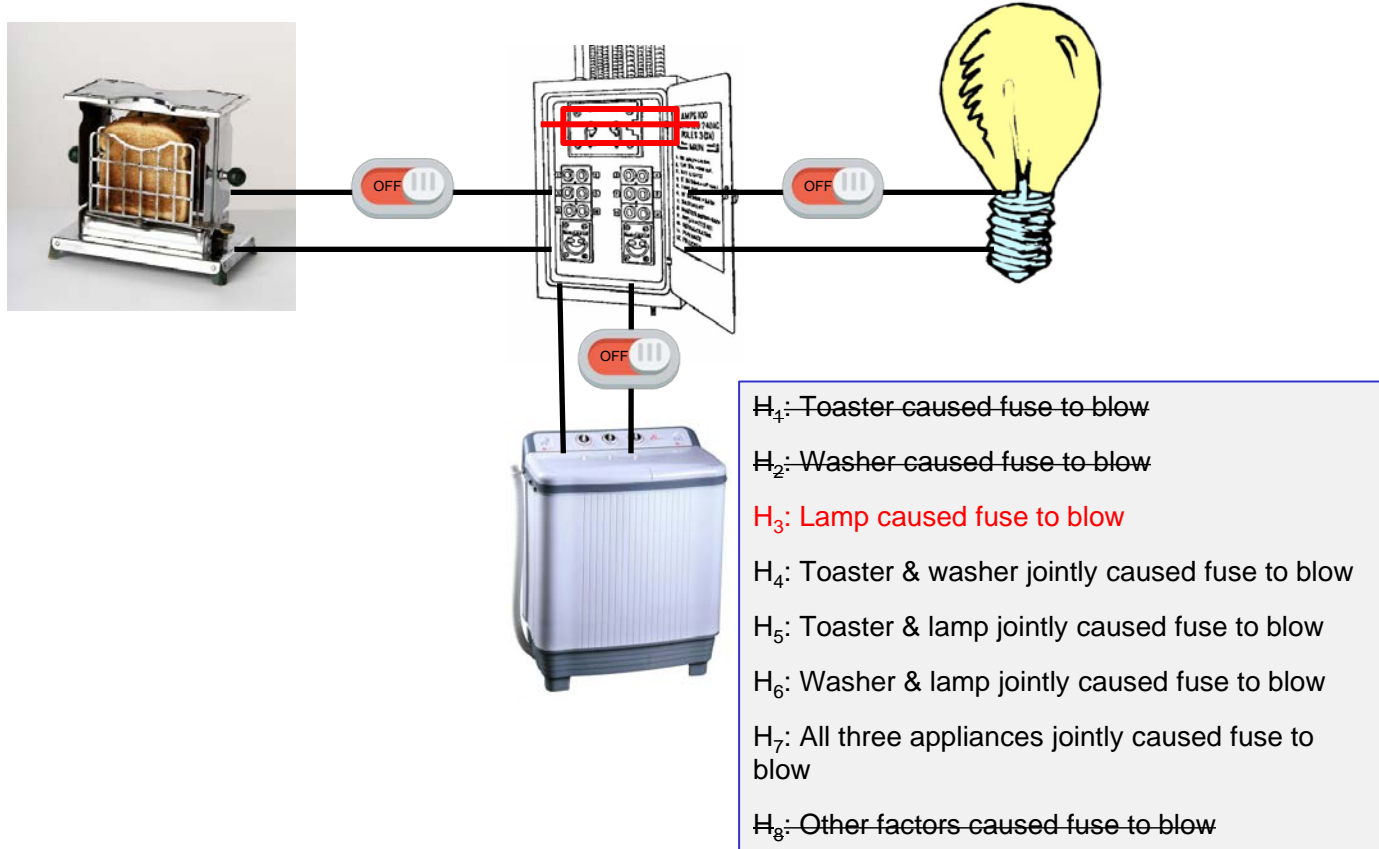 OFF
OFF
OFF
AMPS 100
MAIN
H₁: Toaster caused fuse to blow
H₂: Washer caused fuse to blow
H₃: Lamp caused fuse to blow
H₄: Toaster & washer jointly caused fuse to blow
H₅: Toaster & lamp jointly caused fuse to blow
H₆: Washer & lamp jointly caused fuse to blow
H₇: All three appliances jointly caused fuse to
blow
H₈: Other factors caused fuse to blow